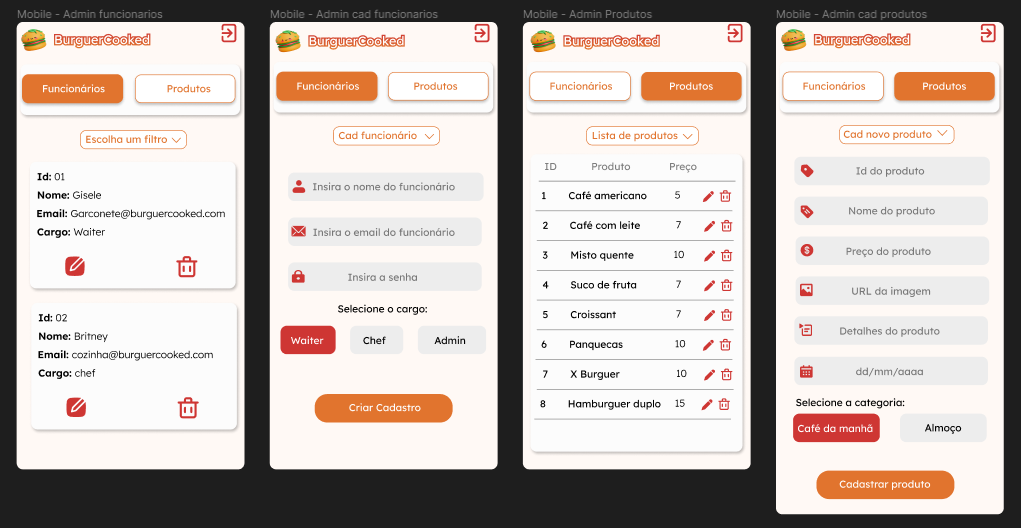 Mobile - Admin funcionarios
BurguerCooked
Funcionários
Produtos
Escolha um filtro
Id: 01
Nome: Gisele
Email: Garconete@burguercooked.com
Cargo: Waiter
Id: 02
Nome: Britney
Email: cozinha@burguercooked.com
Cargo: chef
Mobile - Admin cad funcionarios
BurguerCooked
Funcionários
Produtos
Cad funcionário
Insira o nome do funcionário
Insira o email do funcionário
Insira a senha
Selecione o cargo:
Waiter
Chef
Admin
Criar Cadastro
Mobile - Admin Produtos
BurguerCooked
Funcionários
Produtos
Lista de produtos
ID Produto Preço
1 Café americano 5
2 Café com leite 7
3 Misto quente 10
4 Suco de fruta 7
5 Croissant 7
6 Panquecas 10
7 X Burguer 10
8 Hamburguer duplo 15
Mobile - Admin cad produtos
BurguerCooked
Funcionários
Produtos
Cad novo produto
Id do produto
Nome do produto
Preço do produto
URL da imagem
Detalhes do produto
dd/mm/aaaa
Selecione a categoria:
Café da manhã
Almoço
Cadastrar produto